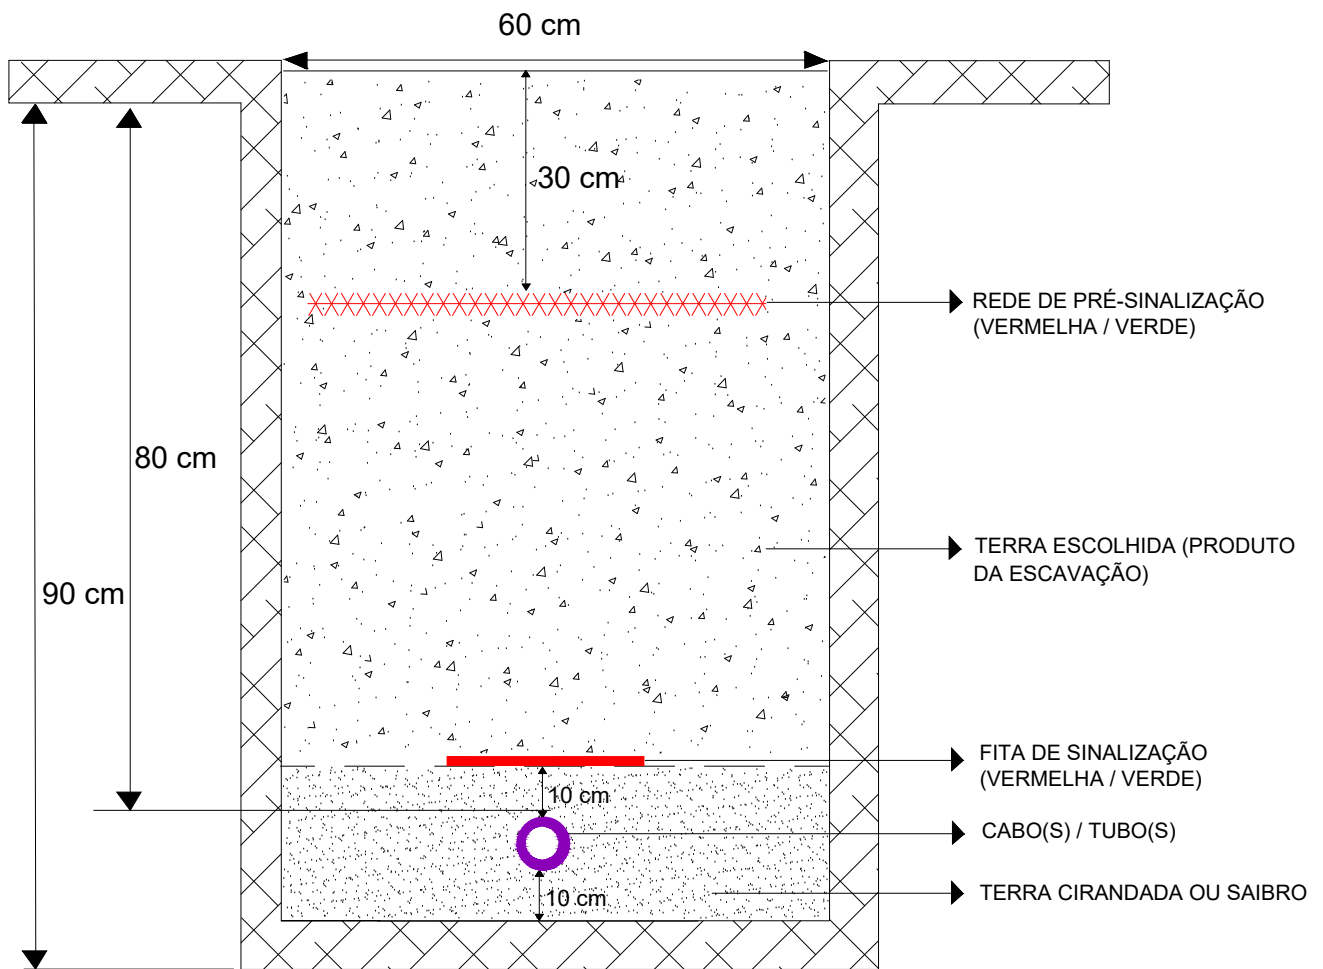 60 cm
30 cm
REDE DE PRÉ-SINALIZAÇÃO
(VERMELHA / VERDE)
80 cm
TERRA ESCOLHIDA (PRODUTO
DA ESCAVAÇÃO)
90 cm
FITA DE SINALIZAÇÃO
(VERMELHA / VERDE)
10 cm
CABO(S) / TUBO(S)
10 cm
TERRA CIRANDADA OU SAIBRO